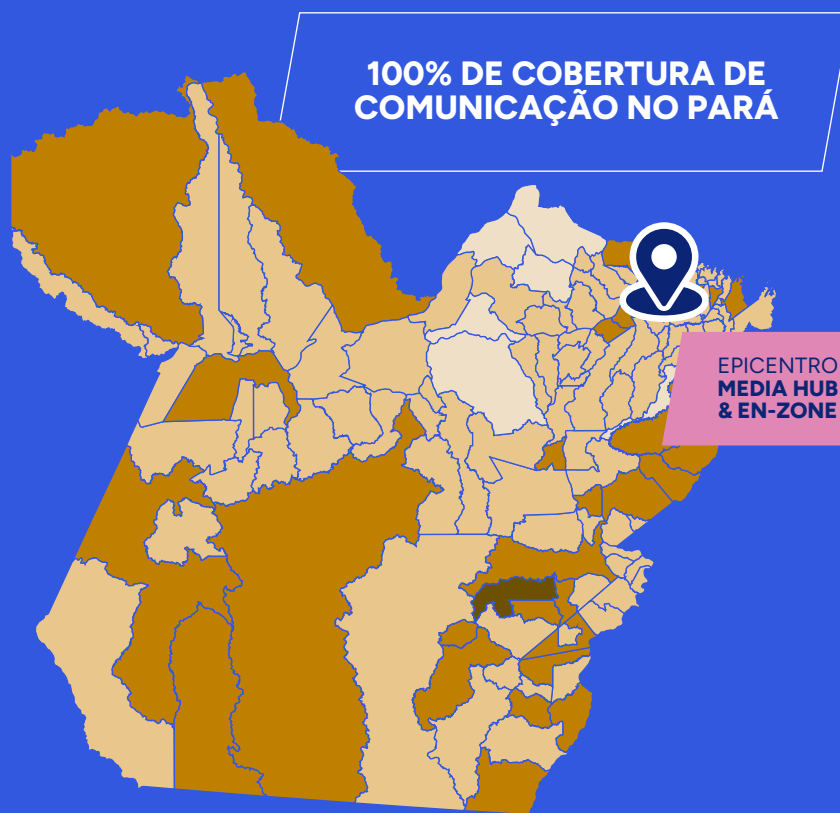 100% DE COBERTURA DE
COMUNICAÇÃO NO PARÁ
EPICENTRO
MEDIA HUB
& EN-ZONE